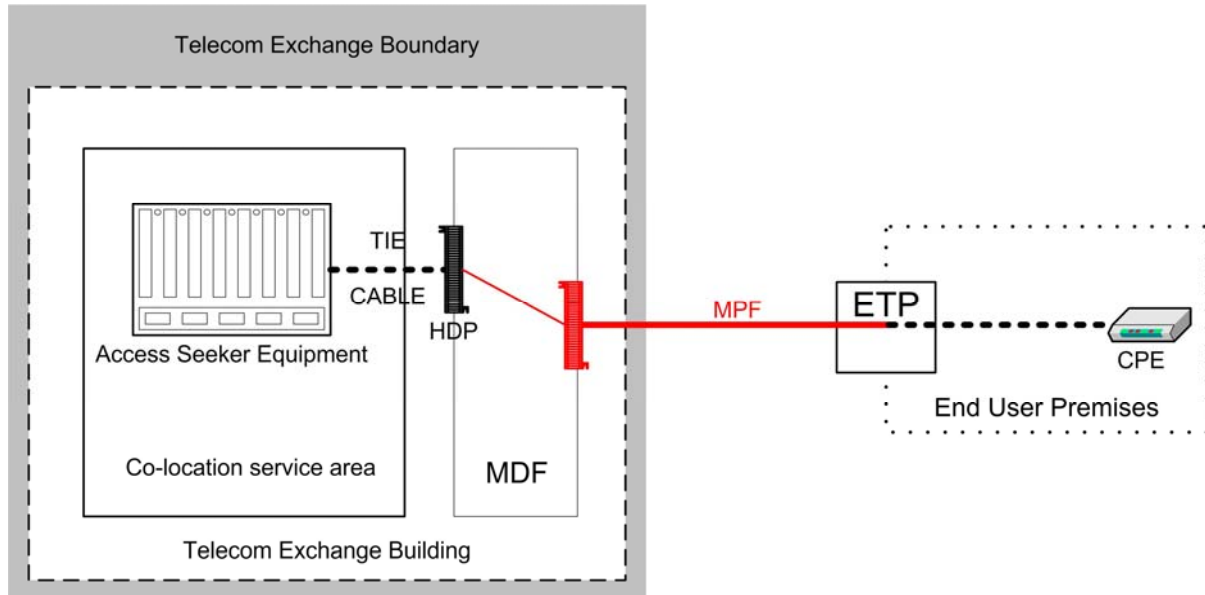 Telecom Exchange Boundary
TIE
CABLE
HDP
Access Seeker Equipment
Co-location service area
MDF
Telecom Exchange Building
MPF
ETP
CPE
End User Premises